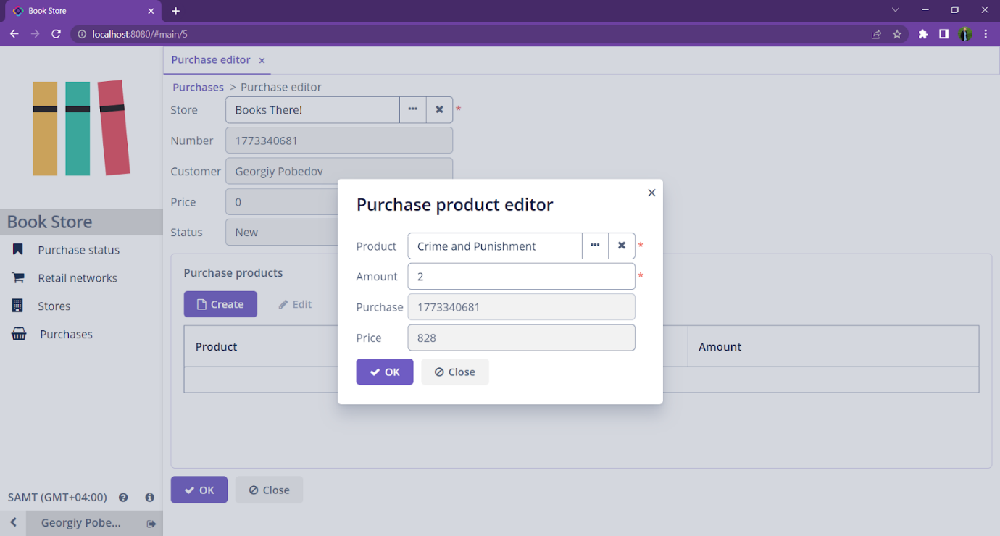 Book Store
localhost:8080/#main/5
Purchase editor
Purchases > Purchase editor
Store Books There! *
Number 1773340681
Customer Georgiy Pobedov
Price 0
Status New
Book Store
Purchase status
Retail networks
Stores
Purchases
Purchase products
Create Edit
Product Amount
Purchase product editor
Product Crime and Punishment *
Amount 2 *
Purchase 1773340681
Price 828
OK Close
OK Close
SAMT (GMT+04:00)
Georgiy Pobe...